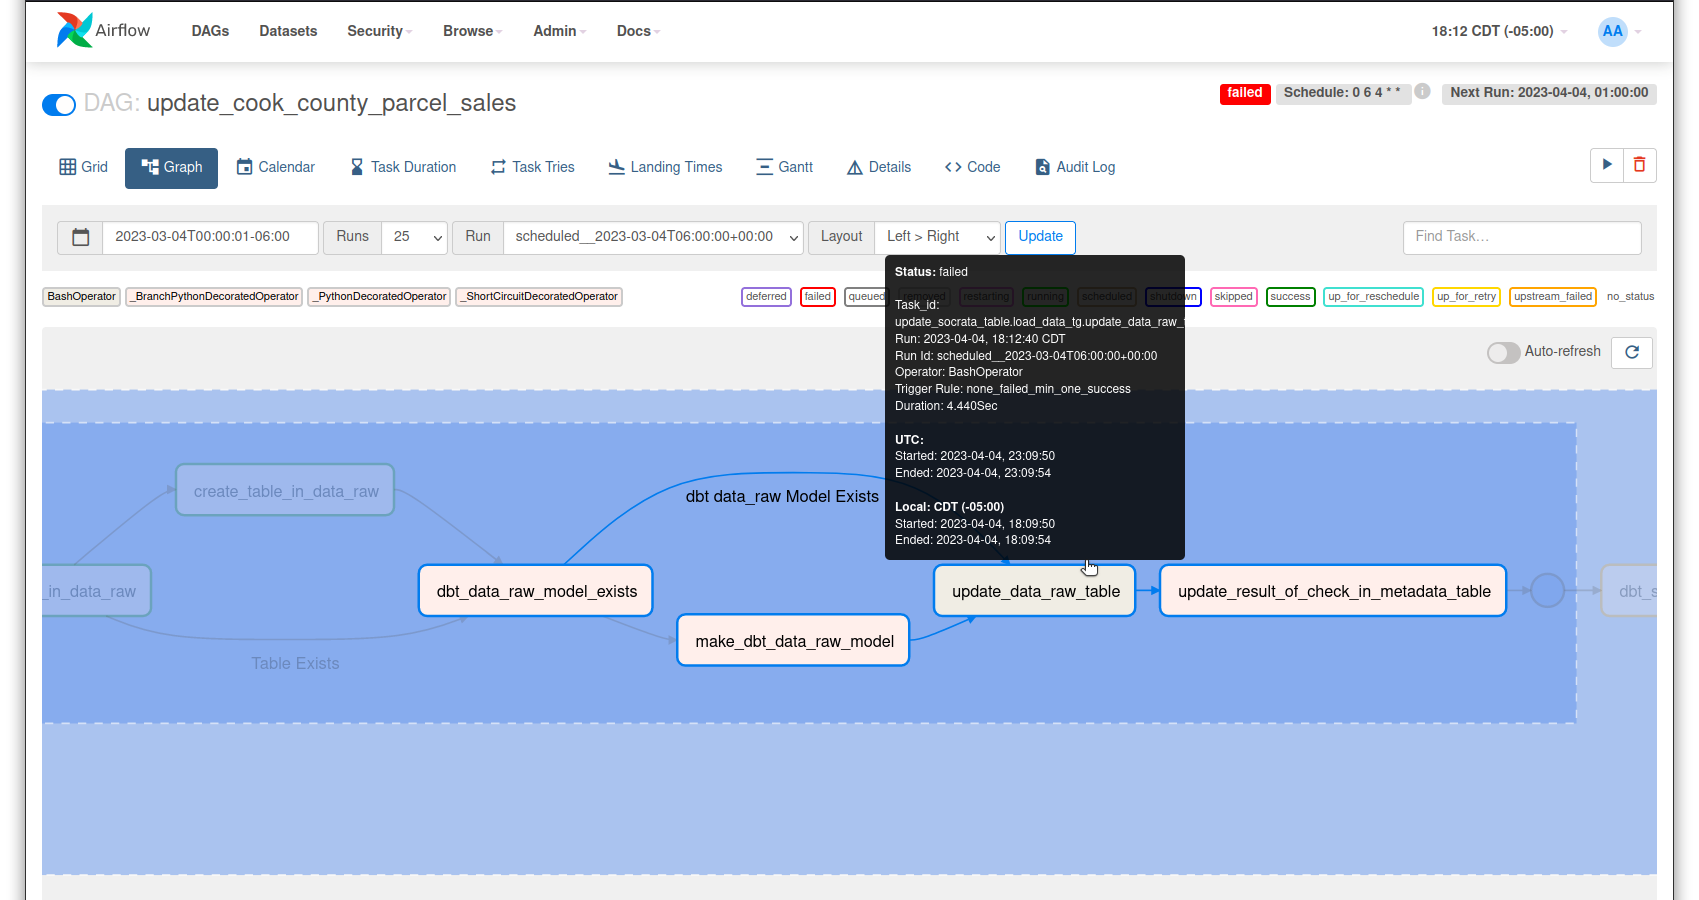 Airflow DAGs Datasets Security Browse Admin Docs 18:12 CDT (-05:00) AA
DAG: update_cook_county_parcel_sales failed Schedule: 0 6 4 * * i Next Run: 2023-04-04, 01:00:00
Grid Graph Calendar Task Duration Task Tries Landing Times Gantt Details Code Audit Log
2023-03-04T00:00:01-06:00 Runs 25 Run scheduled__2023-03-04T06:00:00+00:00 Layout Left > Right Update Find Task...
BashOperator _BranchPythonDecoratedOperator _PythonDecoratedOperator _ShortCircuitDecoratedOperator deferred failed queued removed restarting running scheduled shutdown skipped success up_for_reschedule up_for_retry upstream_failed no_status
Status: failed
Task_id:
update_socrata_table.load_data_tg.update_data_raw_
Run: 2023-04-04, 18:12:40 CDT
Run Id: scheduled__2023-03-04T06:00:00+00:00
Operator: BashOperator
Trigger Rule: none_failed_min_one_success
Duration: 4.440Sec
UTC:
Started: 2023-04-04, 23:09:50
Ended: 2023-04-04, 23:09:54
Local: CDT (-05:00)
Started: 2023-04-04, 18:09:50
Ended: 2023-04-04, 18:09:54
Auto-refresh
create_table_in_data_raw
dbt data_raw Model Exists
_in_data_raw
dbt_data_raw_model_exists
update_data_raw_table
update_result_of_check_in_metadata_table
dbt_s
make_dbt_data_raw_model
Table Exists